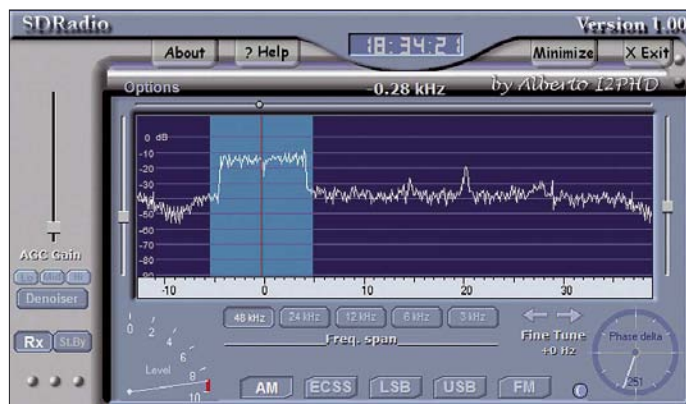 SDRadio
Version 1.00
About
? Help
18:34:21
Minimize
X Exit
Options
-0.28 kHz
by Alberto I2PHD
0 dB
-10
-20
-30
-40
-50
-60
-70
-80
-90
-10 0 10 20 30
AGC Gain
Lo Mid Hi
Denoiser
Rx St.By
48 kHz 24 kHz 12 kHz 6 kHz 3 kHz
Freq. span
Fine Tune
+0 Hz
Phase delta
251
0 2 4 6 8 10
Level
AM ECSS LSB USB FM